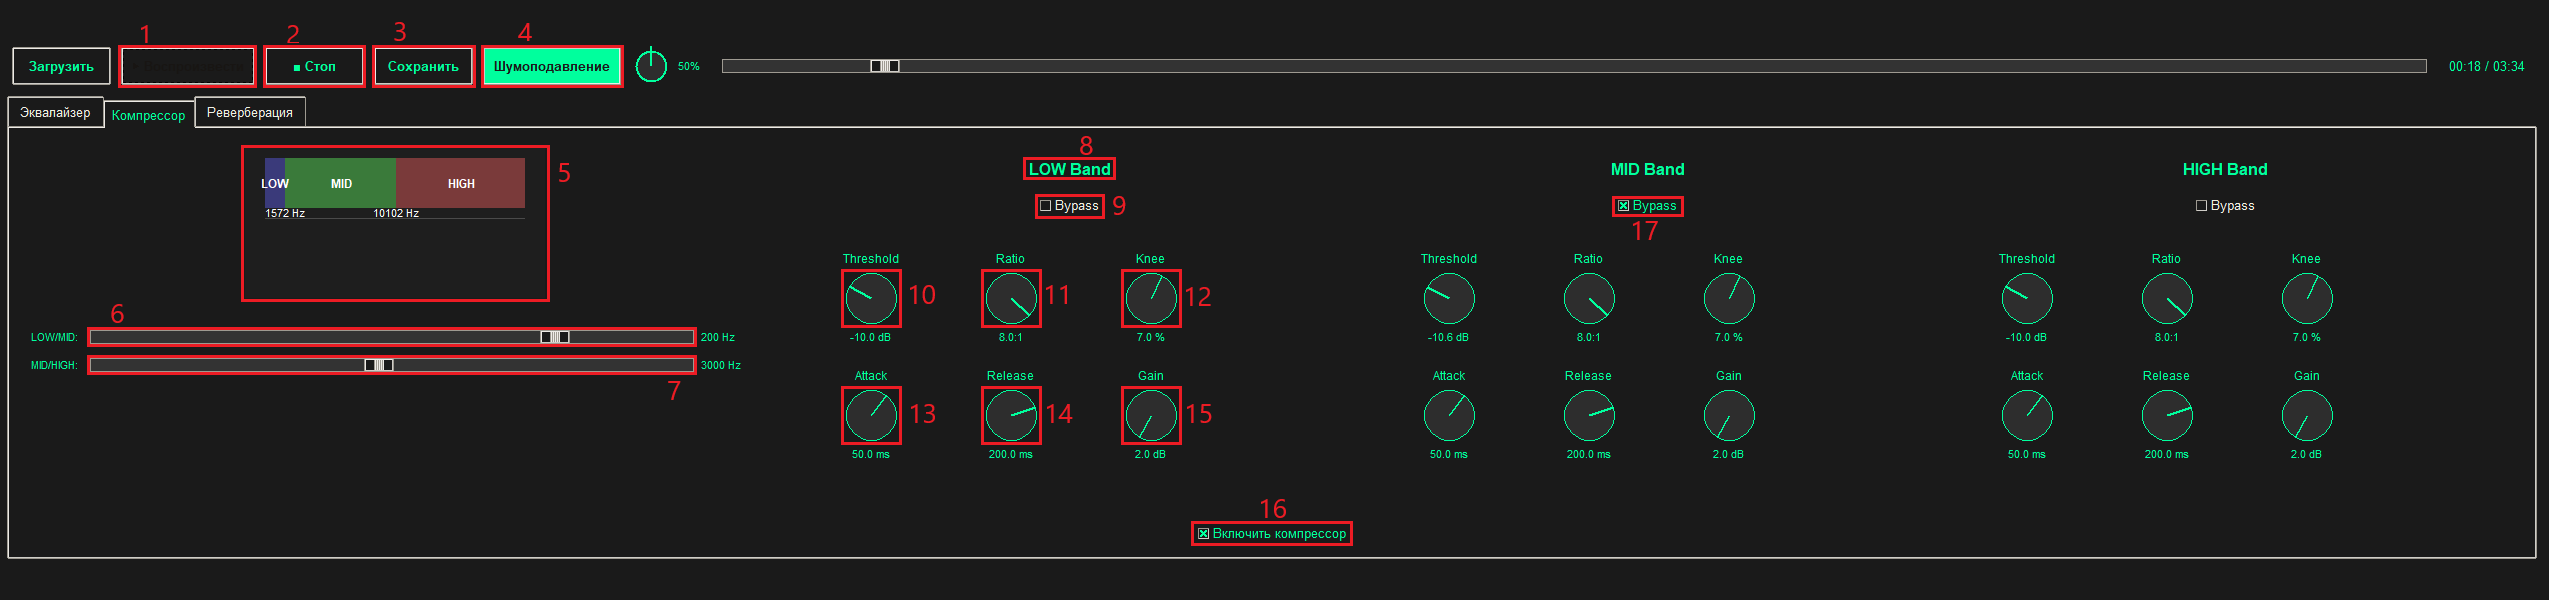 1 2 3 4
Загрузить ■ Стоп Сохранить Шумоподавление 50% 00:18 / 03:34
Эквалайзер Компрессор Реверберация
LOW MID HIGH
1572 Hz 10102 Hz
5
6
LOW/MID: 200 Hz
MID/HIGH: 3000 Hz
7
8
LOW Band
Bypass 9
Threshold Ratio Knee
10 11 12
-10.0 dB 8.0:1 7.0 %
Attack Release Gain
13 14 15
50.0 ms 200.0 ms 2.0 dB
MID Band
Bypass
17
Threshold Ratio Knee
-10.6 dB 8.0:1 7.0 %
Attack Release Gain
50.0 ms 200.0 ms 2.0 dB
HIGH Band
Bypass
Threshold Ratio Knee
-10.0 dB 8.0:1 7.0 %
Attack Release Gain
50.0 ms 200.0 ms 2.0 dB
16
Включить компрессор